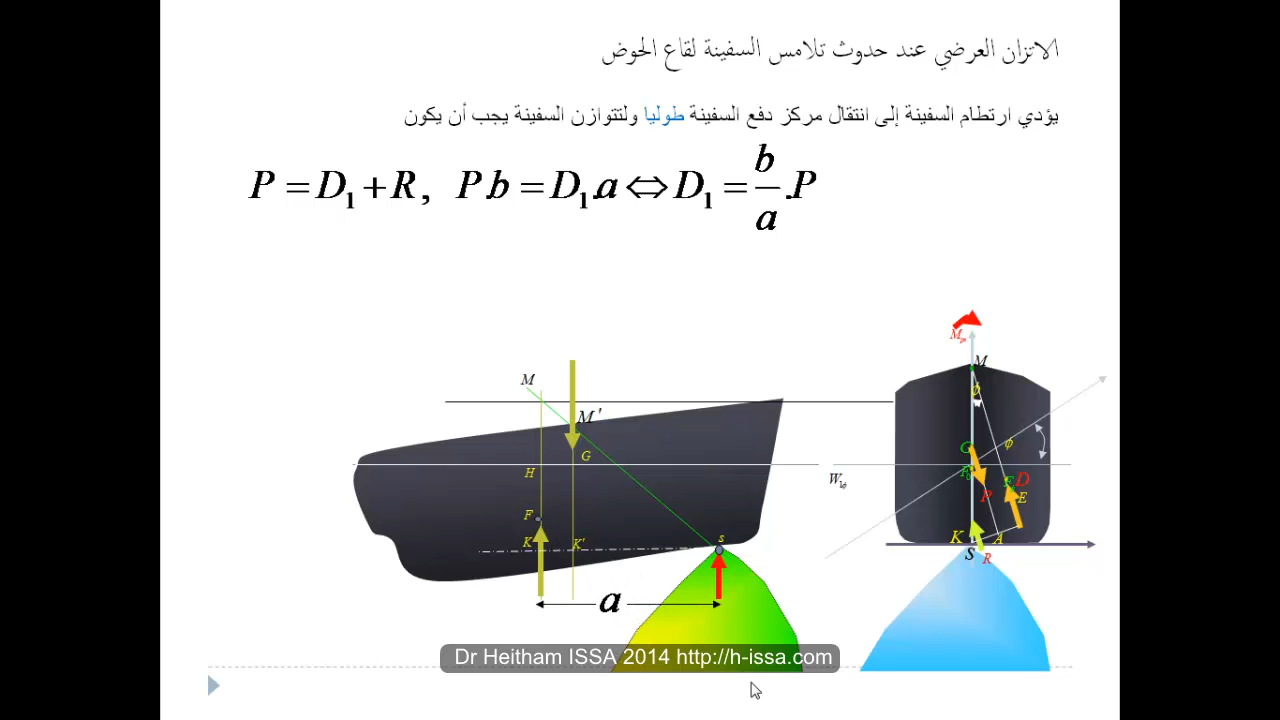 الاتزان العرضي عند حدوث تلامس السفينة لقاع الحوض
يؤدي ارتطام السفينة إلى انتقال مركز دفع السفينة طوليا ولتتوازن السفينة يجب أن يكون
P = D₁ + R, P.b = D₁.a ⇔ D₁ = b/a .P
M
M'
G
H
F
K
K'
s
a
M
ϕ
G
ϕ
W₁ᵩ
P
D
E
K
A
S
R
Dr Heitham ISSA 2014 http://h-issa.com